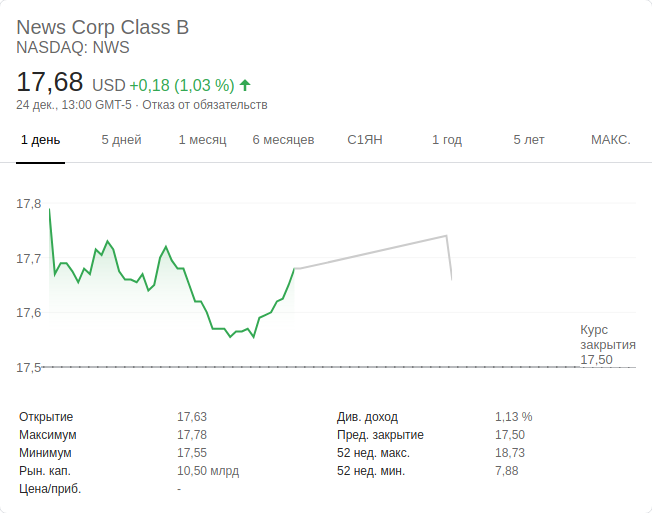 News Corp Class B
NASDAQ: NWS
17,68 USD +0,18 (1,03 %)
24 дек., 13:00 GMT-5 · Отказ от обязательств
1 день 5 дней 1 месяц 6 месяцев С1ЯН 1 год 5 лет МАКС.
17,8
17,7
17,6
Курс
закрытия
17,50
17,5
Открытие 17,63 Див. доход 1,13 %
Максимум 17,78 Пред. закрытие 17,50
Минимум 17,55 52 нед. макс. 18,73
Рын. кап. 10,50 млрд 52 нед. мин. 7,88
Цена/приб. -